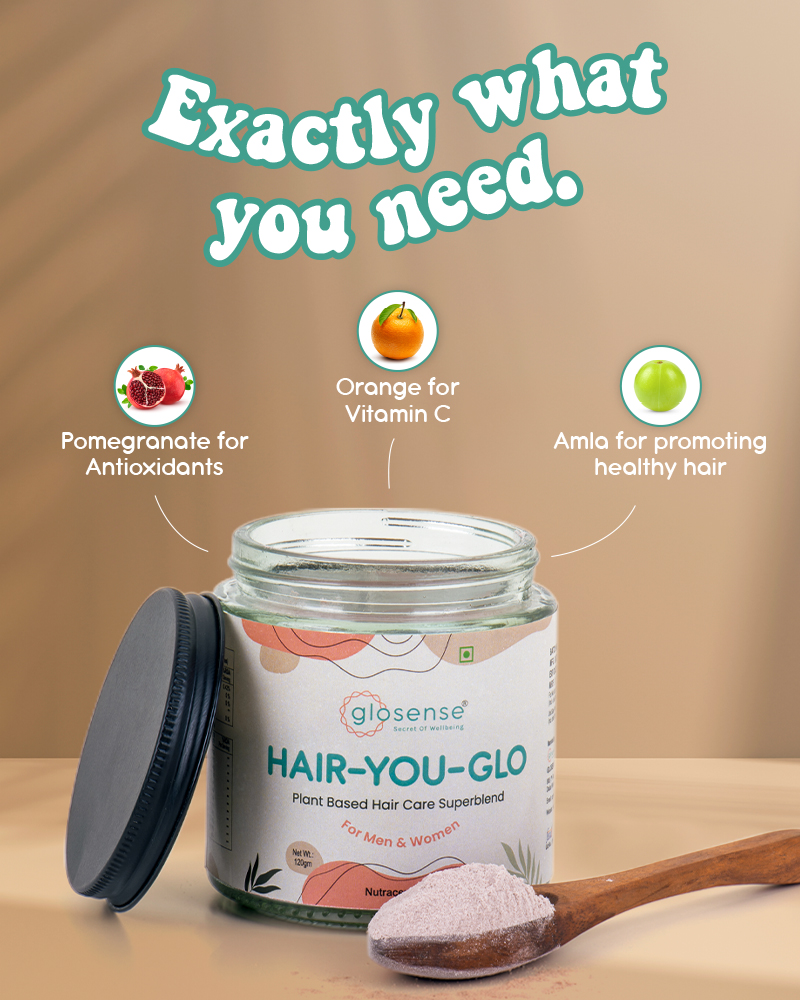 Exactly what
you need.
Orange for
Vitamin C
Pomegranate for
Antioxidants
Amla for promoting
healthy hair
glosense®
Secret Of Wellbeing
HAIR-YOU-GLO
Plant Based Hair Care Superblend
For Men & Women
Net Wt.:
120gm